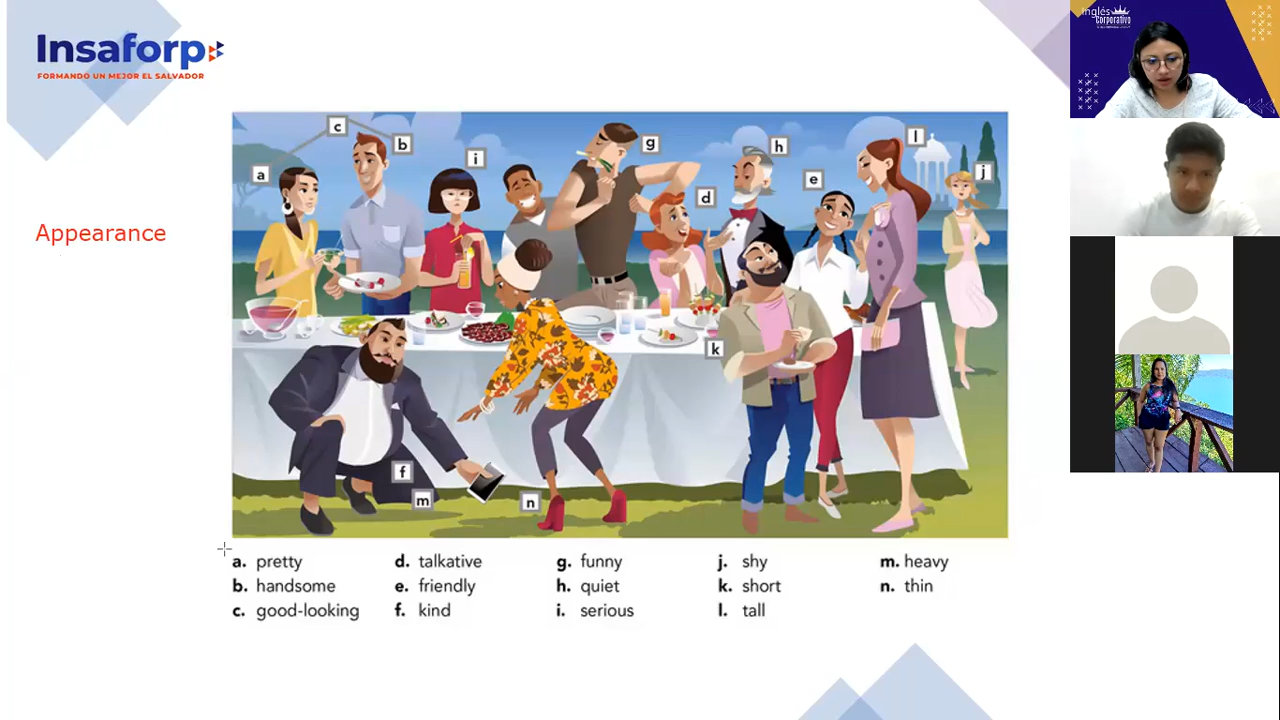 Insaforp
FORMANDO UN MEJOR EL SALVADOR
Inglés
corporativo
Appearance
a
c
b
i
g
d
h
e
l
j
k
f
m
n
a. pretty
b. handsome
c. good-looking
d. talkative
e. friendly
f. kind
g. funny
h. quiet
i. serious
j. shy
k. short
l. tall
m. heavy
n. thin